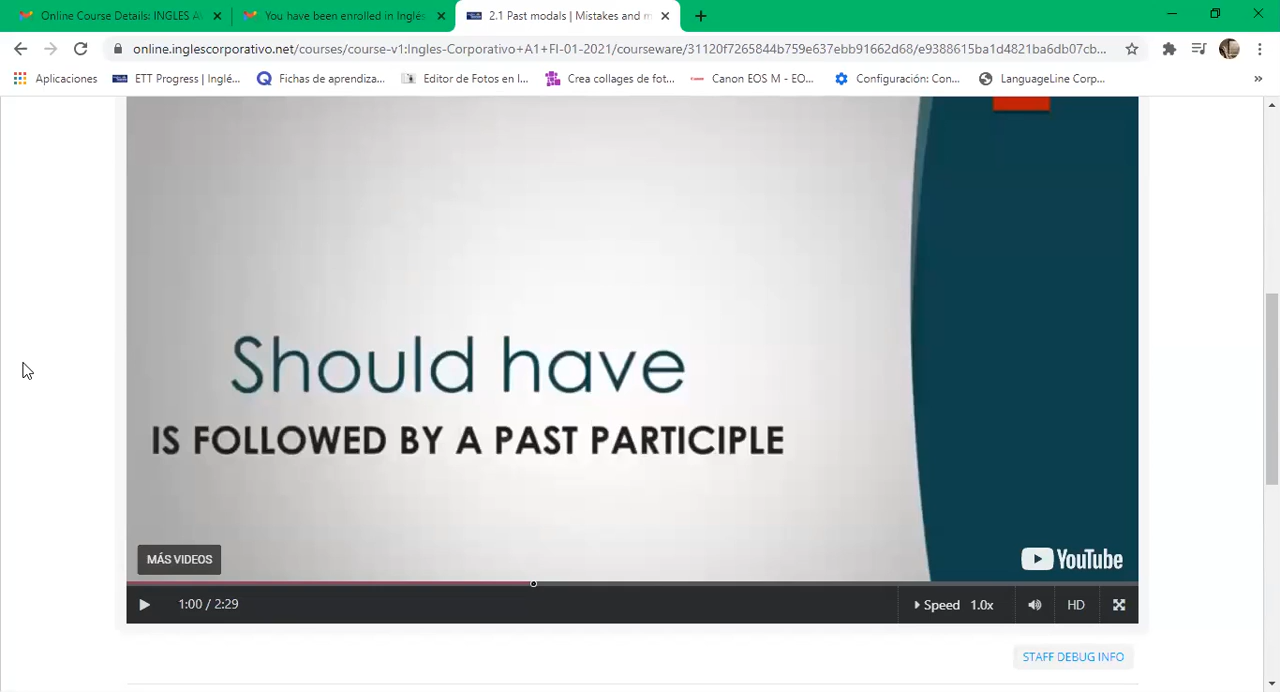 Online Course Details: INGLES AV
You have been enrolled in Inglés
2.1 Past modals | Mistakes and m
online.inglescorporativo.net/courses/course-v1:Ingles-Corporativo+A1+FI-01-2021/courseware/31120f7265844b759e637ebb91662d68/e9388615ba1d4821ba6db07cb...
Aplicaciones ETT Progress | Inglé... Fichas de aprendiza... Editor de Fotos en l... Crea collages de fot... Canon EOS M - EO... Configuración: Con... LanguageLine Corp... »
Should have
IS FOLLOWED BY A PAST PARTICIPLE
MÁS VIDEOS
YouTube
1:00 / 2:29
Speed 1.0x
HD
STAFF DEBUG INFO